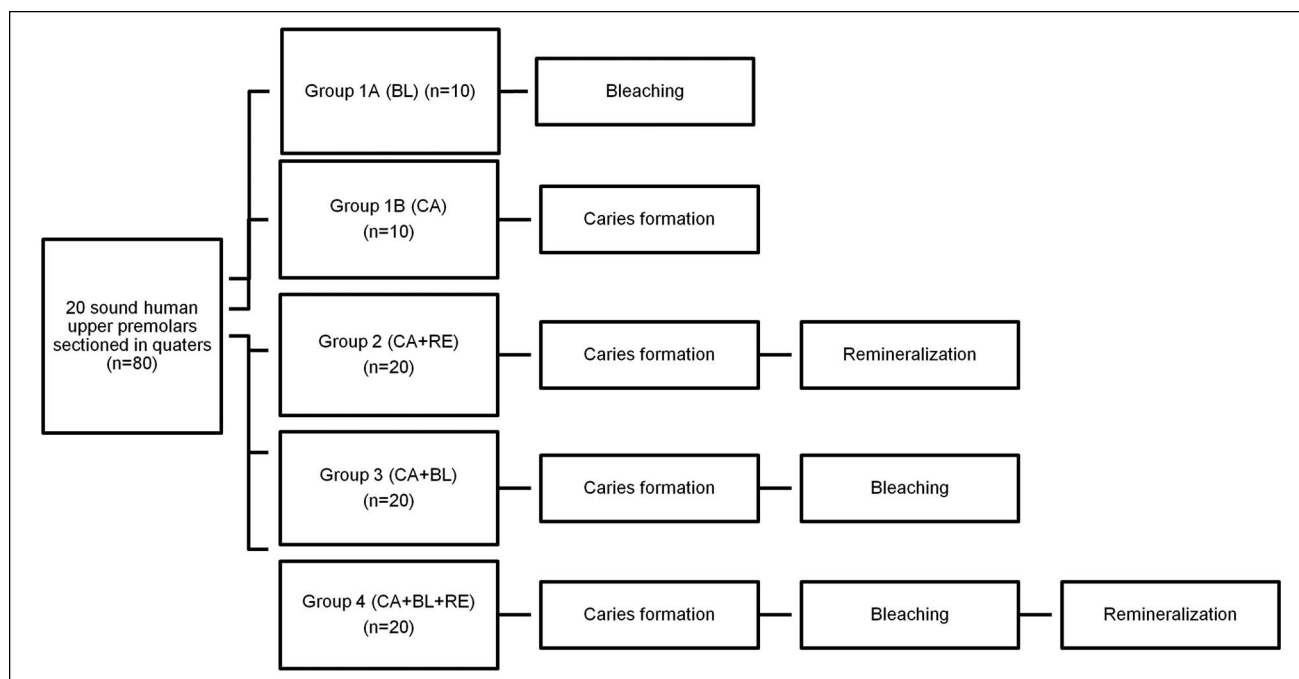 Group 1A (BL) (n=10)
Bleaching
Group 1B (CA)
(n=10)
Caries formation
20 sound human
upper premolars
sectioned in quaters
(n=80)
Group 2 (CA+RE)
(n=20)
Caries formation
Remineralization
Group 3 (CA+BL)
(n=20)
Caries formation
Bleaching
Group 4 (CA+BL+RE)
(n=20)
Caries formation
Bleaching
Remineralization